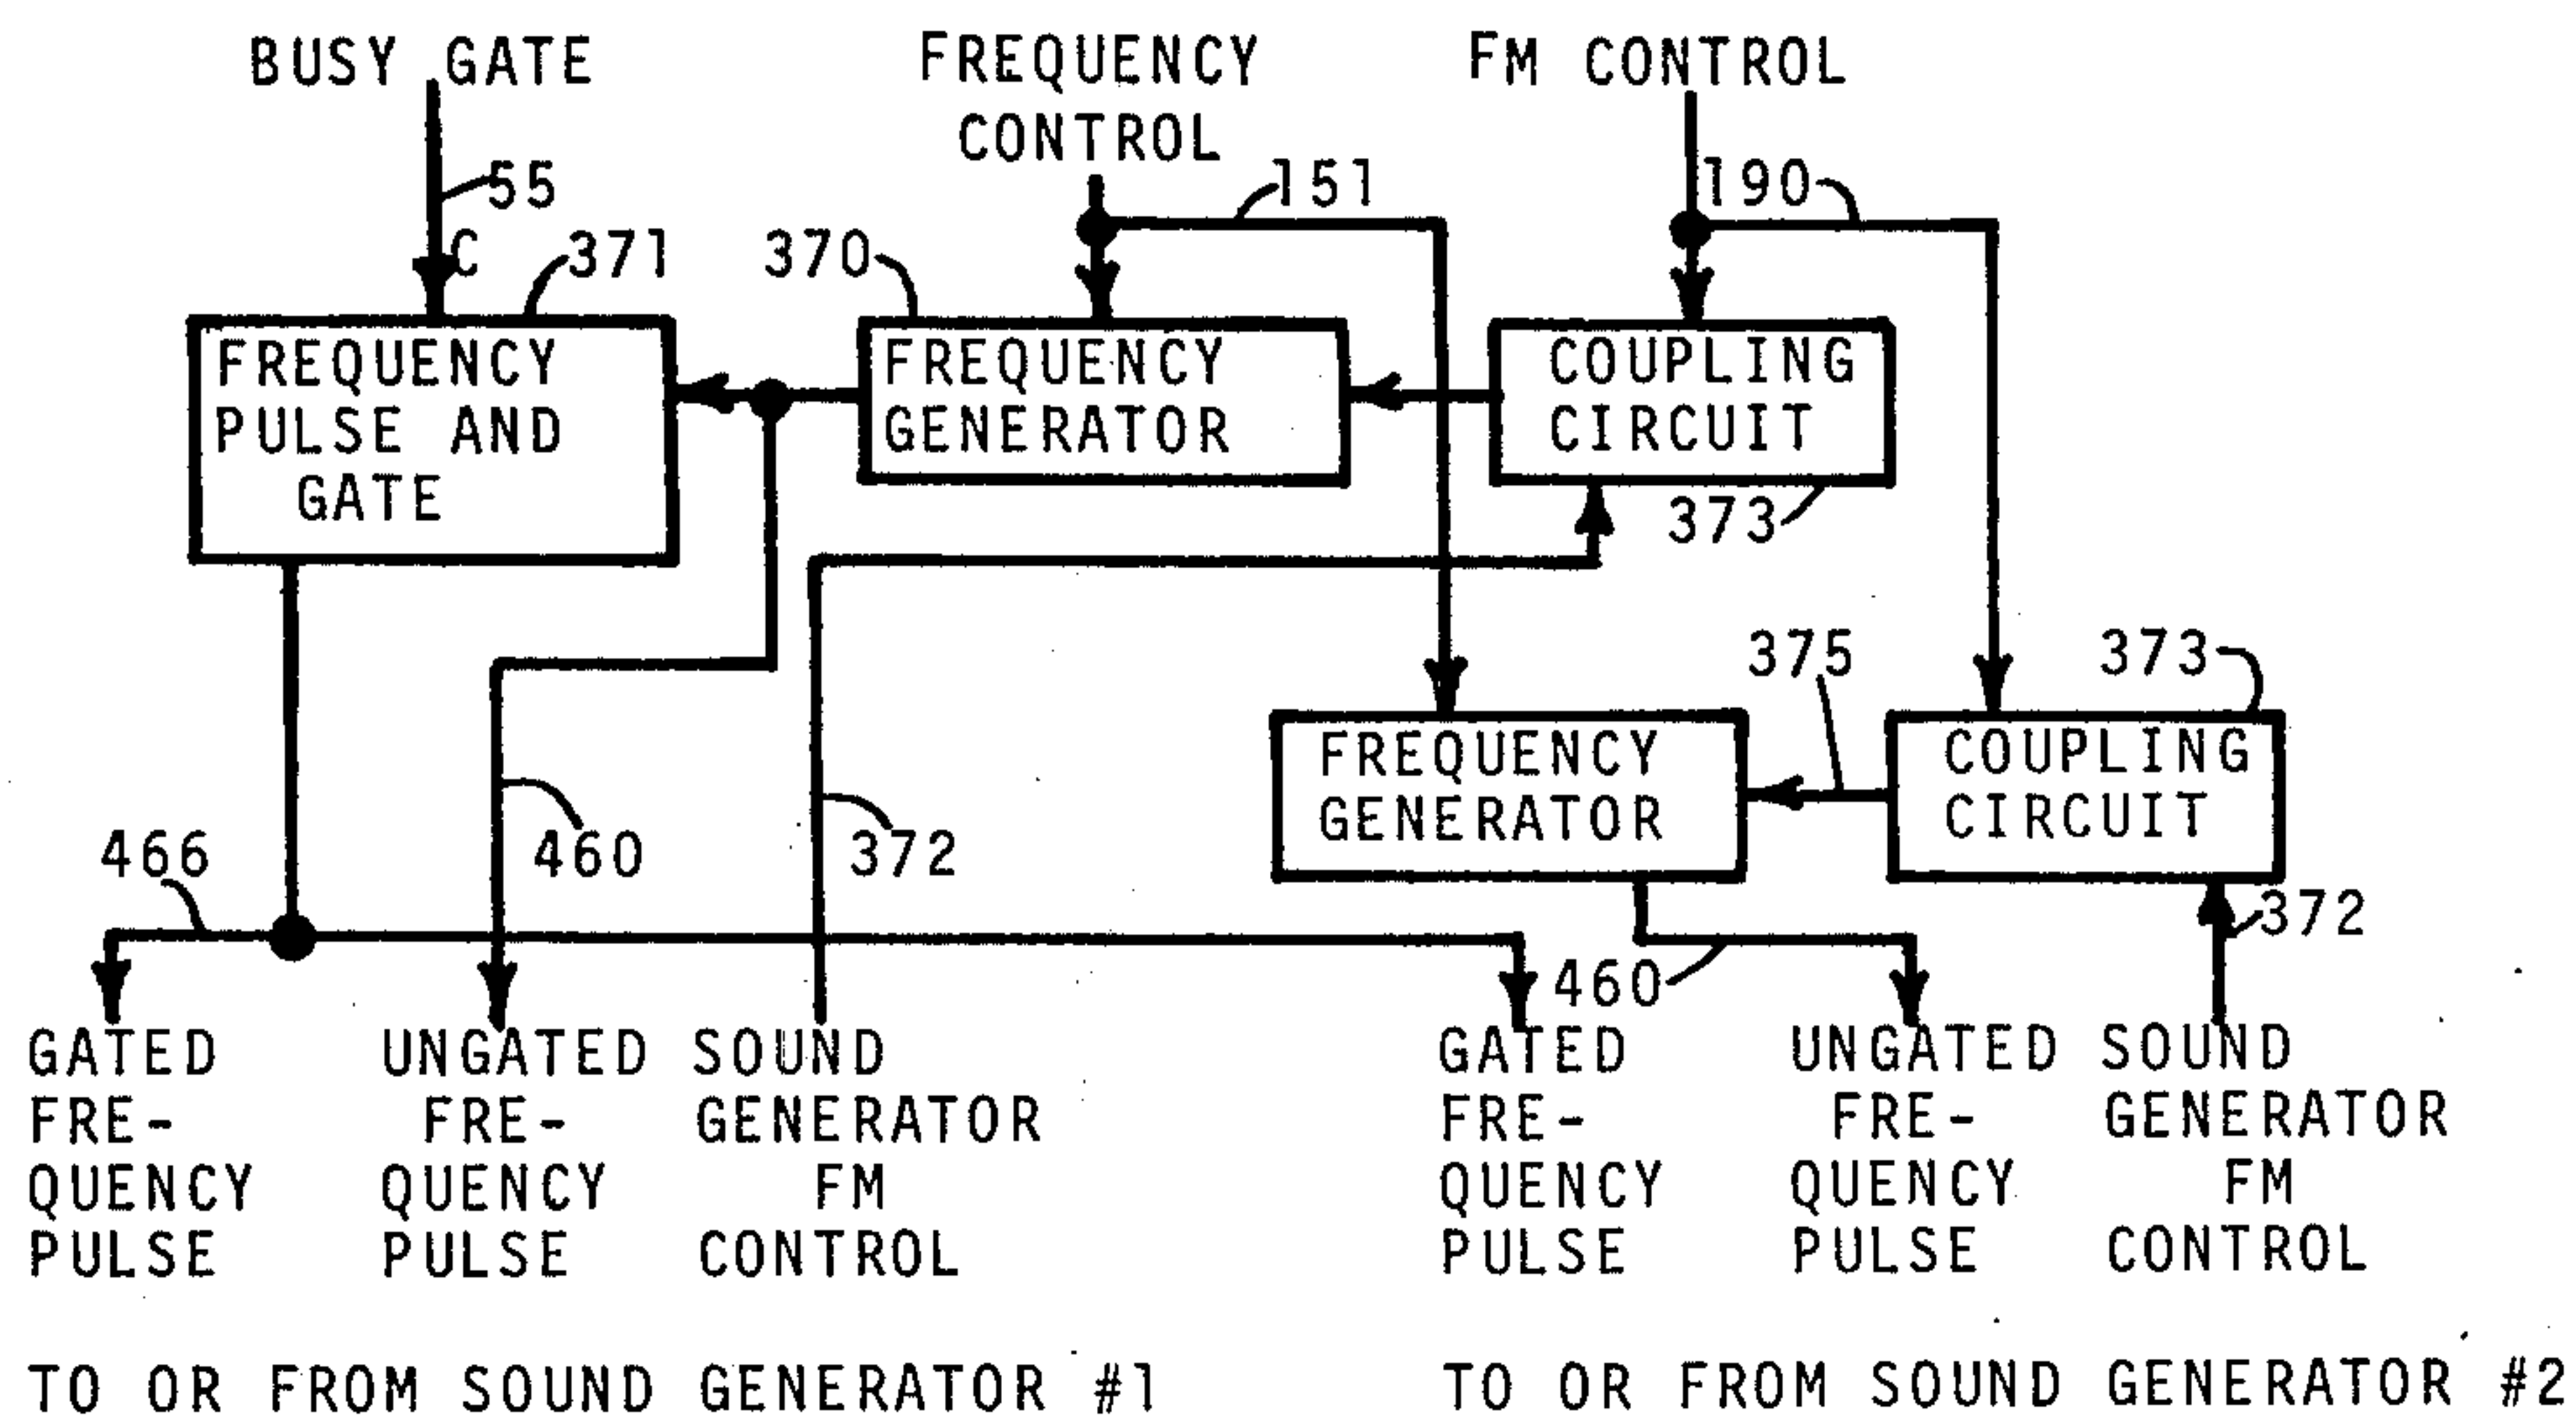 BUSY GATE
FREQUENCY
CONTROL
FM CONTROL
55
C
151
190
371
370
FREQUENCY
PULSE AND
GATE
FREQUENCY
GENERATOR
COUPLING
CIRCUIT
373
375
373
FREQUENCY
GENERATOR
COUPLING
CIRCUIT
466
460
372
460
372
GATED
FRE-
QUENCY
PULSE
UNGATED
FRE-
QUENCY
PULSE
SOUND
GENERATOR
FM
CONTROL
GATED
FRE-
QUENCY
PULSE
UNGATED
FRE-
QUENCY
PULSE
SOUND
GENERATOR
FM
CONTROL
TO OR FROM SOUND GENERATOR #1
TO OR FROM SOUND GENERATOR #2